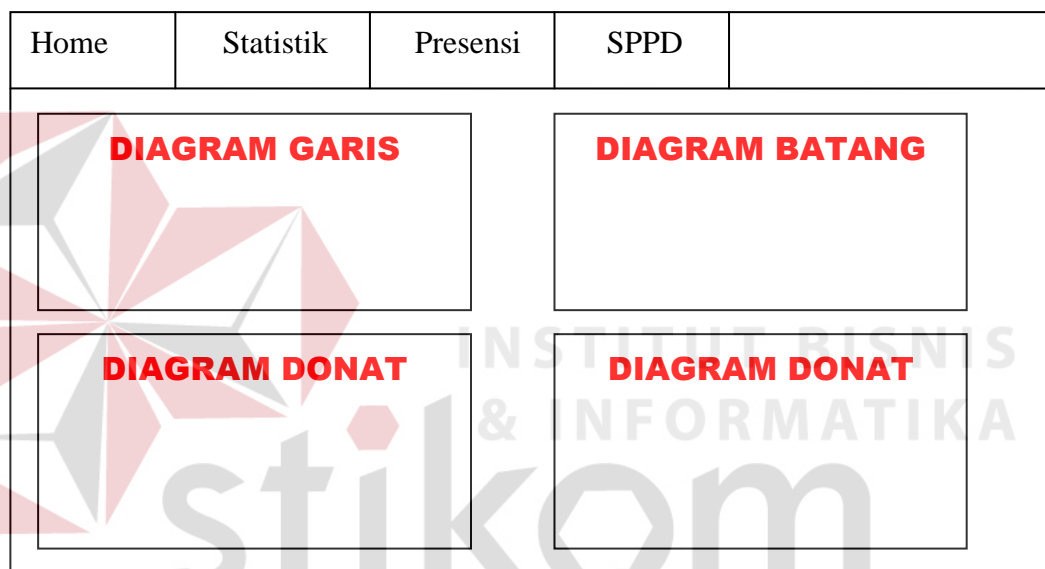 Home Statistik Presensi SPPD
DIAGRAM GARIS DIAGRAM BATANG
INSTITUT BISNIS
DIAGRAM DONAT DIAGRAM DONAT
& INFORMATIKA
stikom